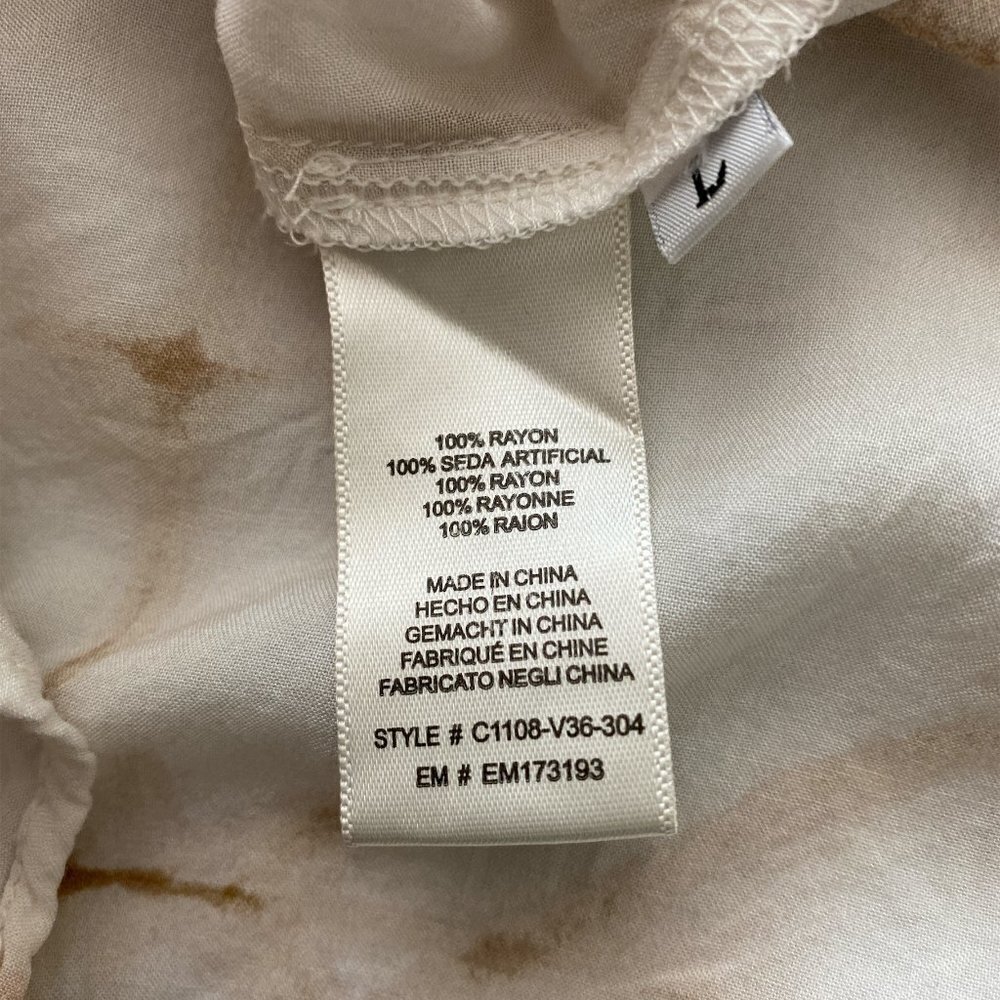 100% RAYON
100% SEDA ARTIFICIAL
100% RAYON
100% RAYONNE
100% RAION
MADE IN CHINA
HECHO EN CHINA
GEMACHT IN CHINA
FABRIQUÉ EN CHINE
FABRICATO NEGLI CHINA
STYLE # C1108-V36-304
EM # EM173193